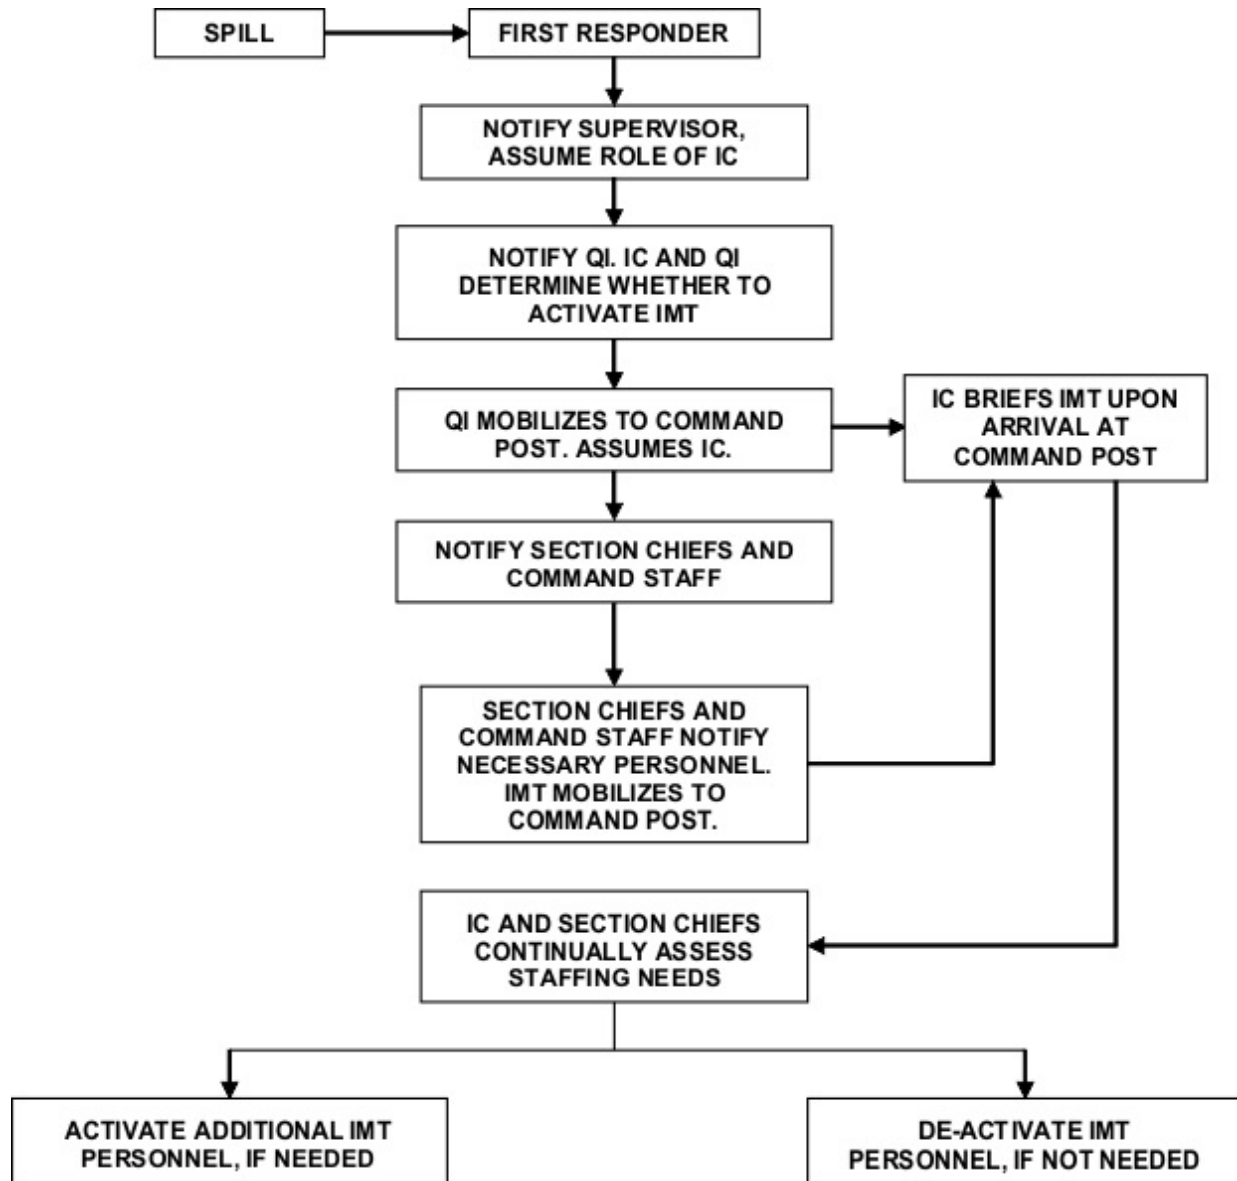 SPILL
FIRST RESPONDER
NOTIFY SUPERVISOR,
ASSUME ROLE OF IC
NOTIFY QI. IC AND QI
DETERMINE WHETHER TO
ACTIVATE IMT
QI MOBILIZES TO COMMAND
POST. ASSUMES IC.
IC BRIEFS IMT UPON
ARRIVAL AT
COMMAND POST
NOTIFY SECTION CHIEFS AND
COMMAND STAFF
SECTION CHIEFS AND
COMMAND STAFF NOTIFY
NECESSARY PERSONNEL.
IMT MOBILIZES TO
COMMAND POST.
IC AND SECTION CHIEFS
CONTINUALLY ASSESS
STAFFING NEEDS
ACTIVATE ADDITIONAL IMT
PERSONNEL, IF NEEDED
DE-ACTIVATE IMT
PERSONNEL, IF NOT NEEDED